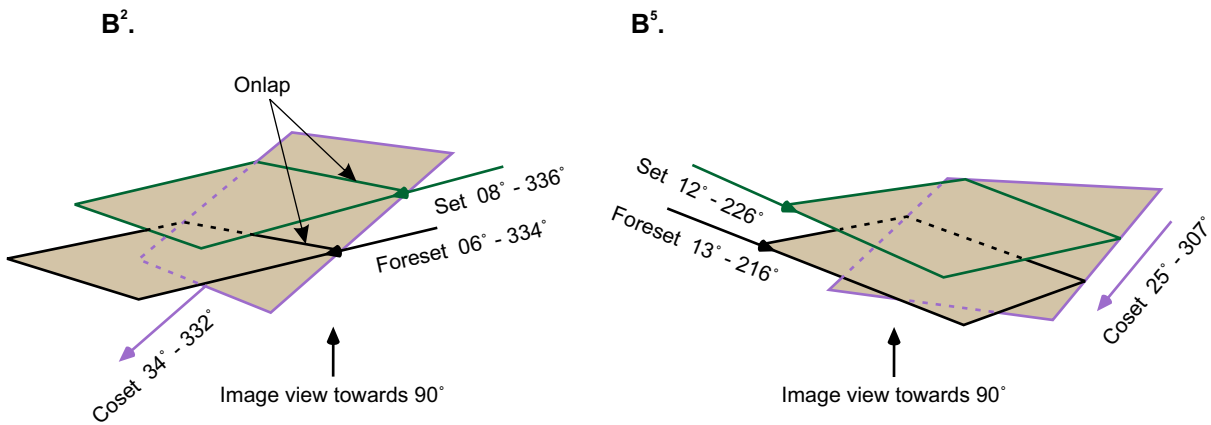 B².
Onlap
Set 08° - 336°
Foreset 06° - 334°
Coset 34° - 332°
Image view towards 90°
B⁵.
Set 12° - 226°
Foreset 13° - 216°
Coset 25° - 307°
Image view towards 90°